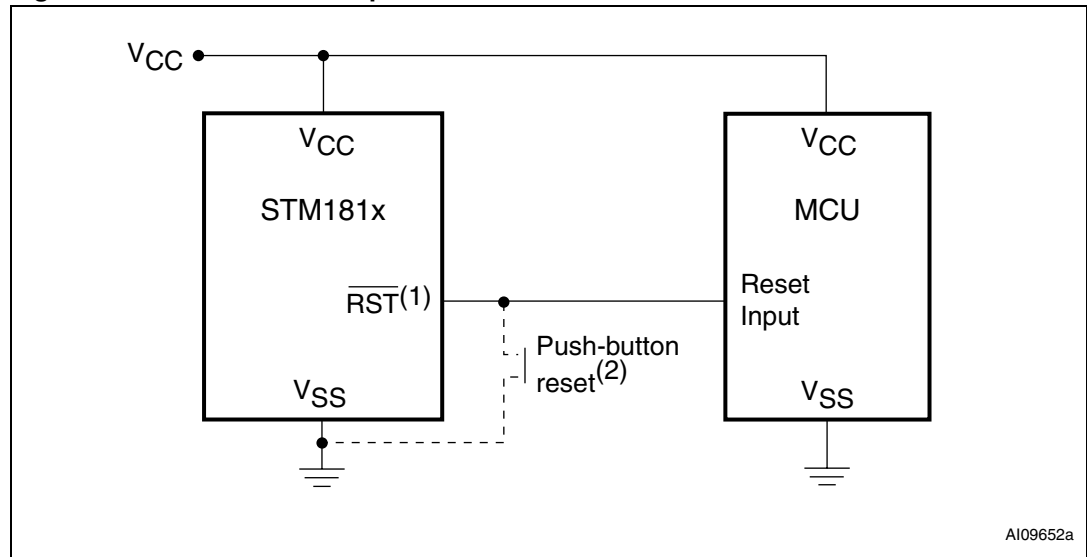 VCC
VCC
STM181x
RST(1)
VSS
Push-button
reset(2)
VCC
MCU
Reset
Input
VSS
AI09652a